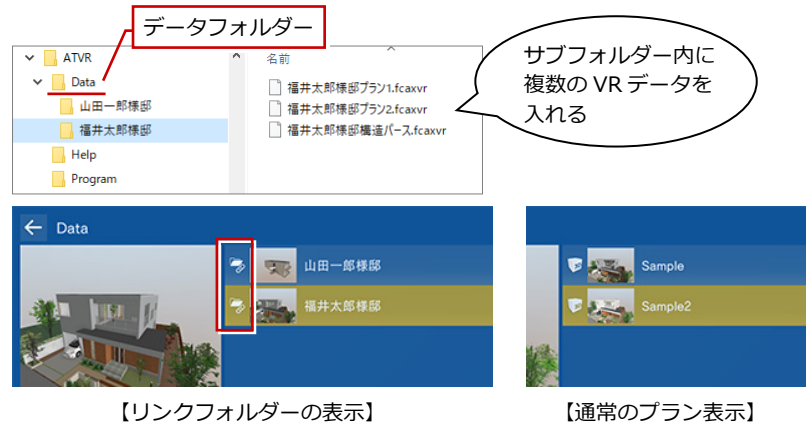 データフォルダー
ATVR
Data
山田一郎様邸
福井太郎様邸
Help
Program
名前
福井太郎様邸プラン1.fcaxvr
福井太郎様邸プラン2.fcaxvr
福井太郎様邸構造パース.fcaxvr
サブフォルダー内に
複数の VR データを
入れる
Data
山田一郎様邸
福井太郎様邸
Sample
Sample2
【リンクフォルダーの表示】
【通常のプラン表示】